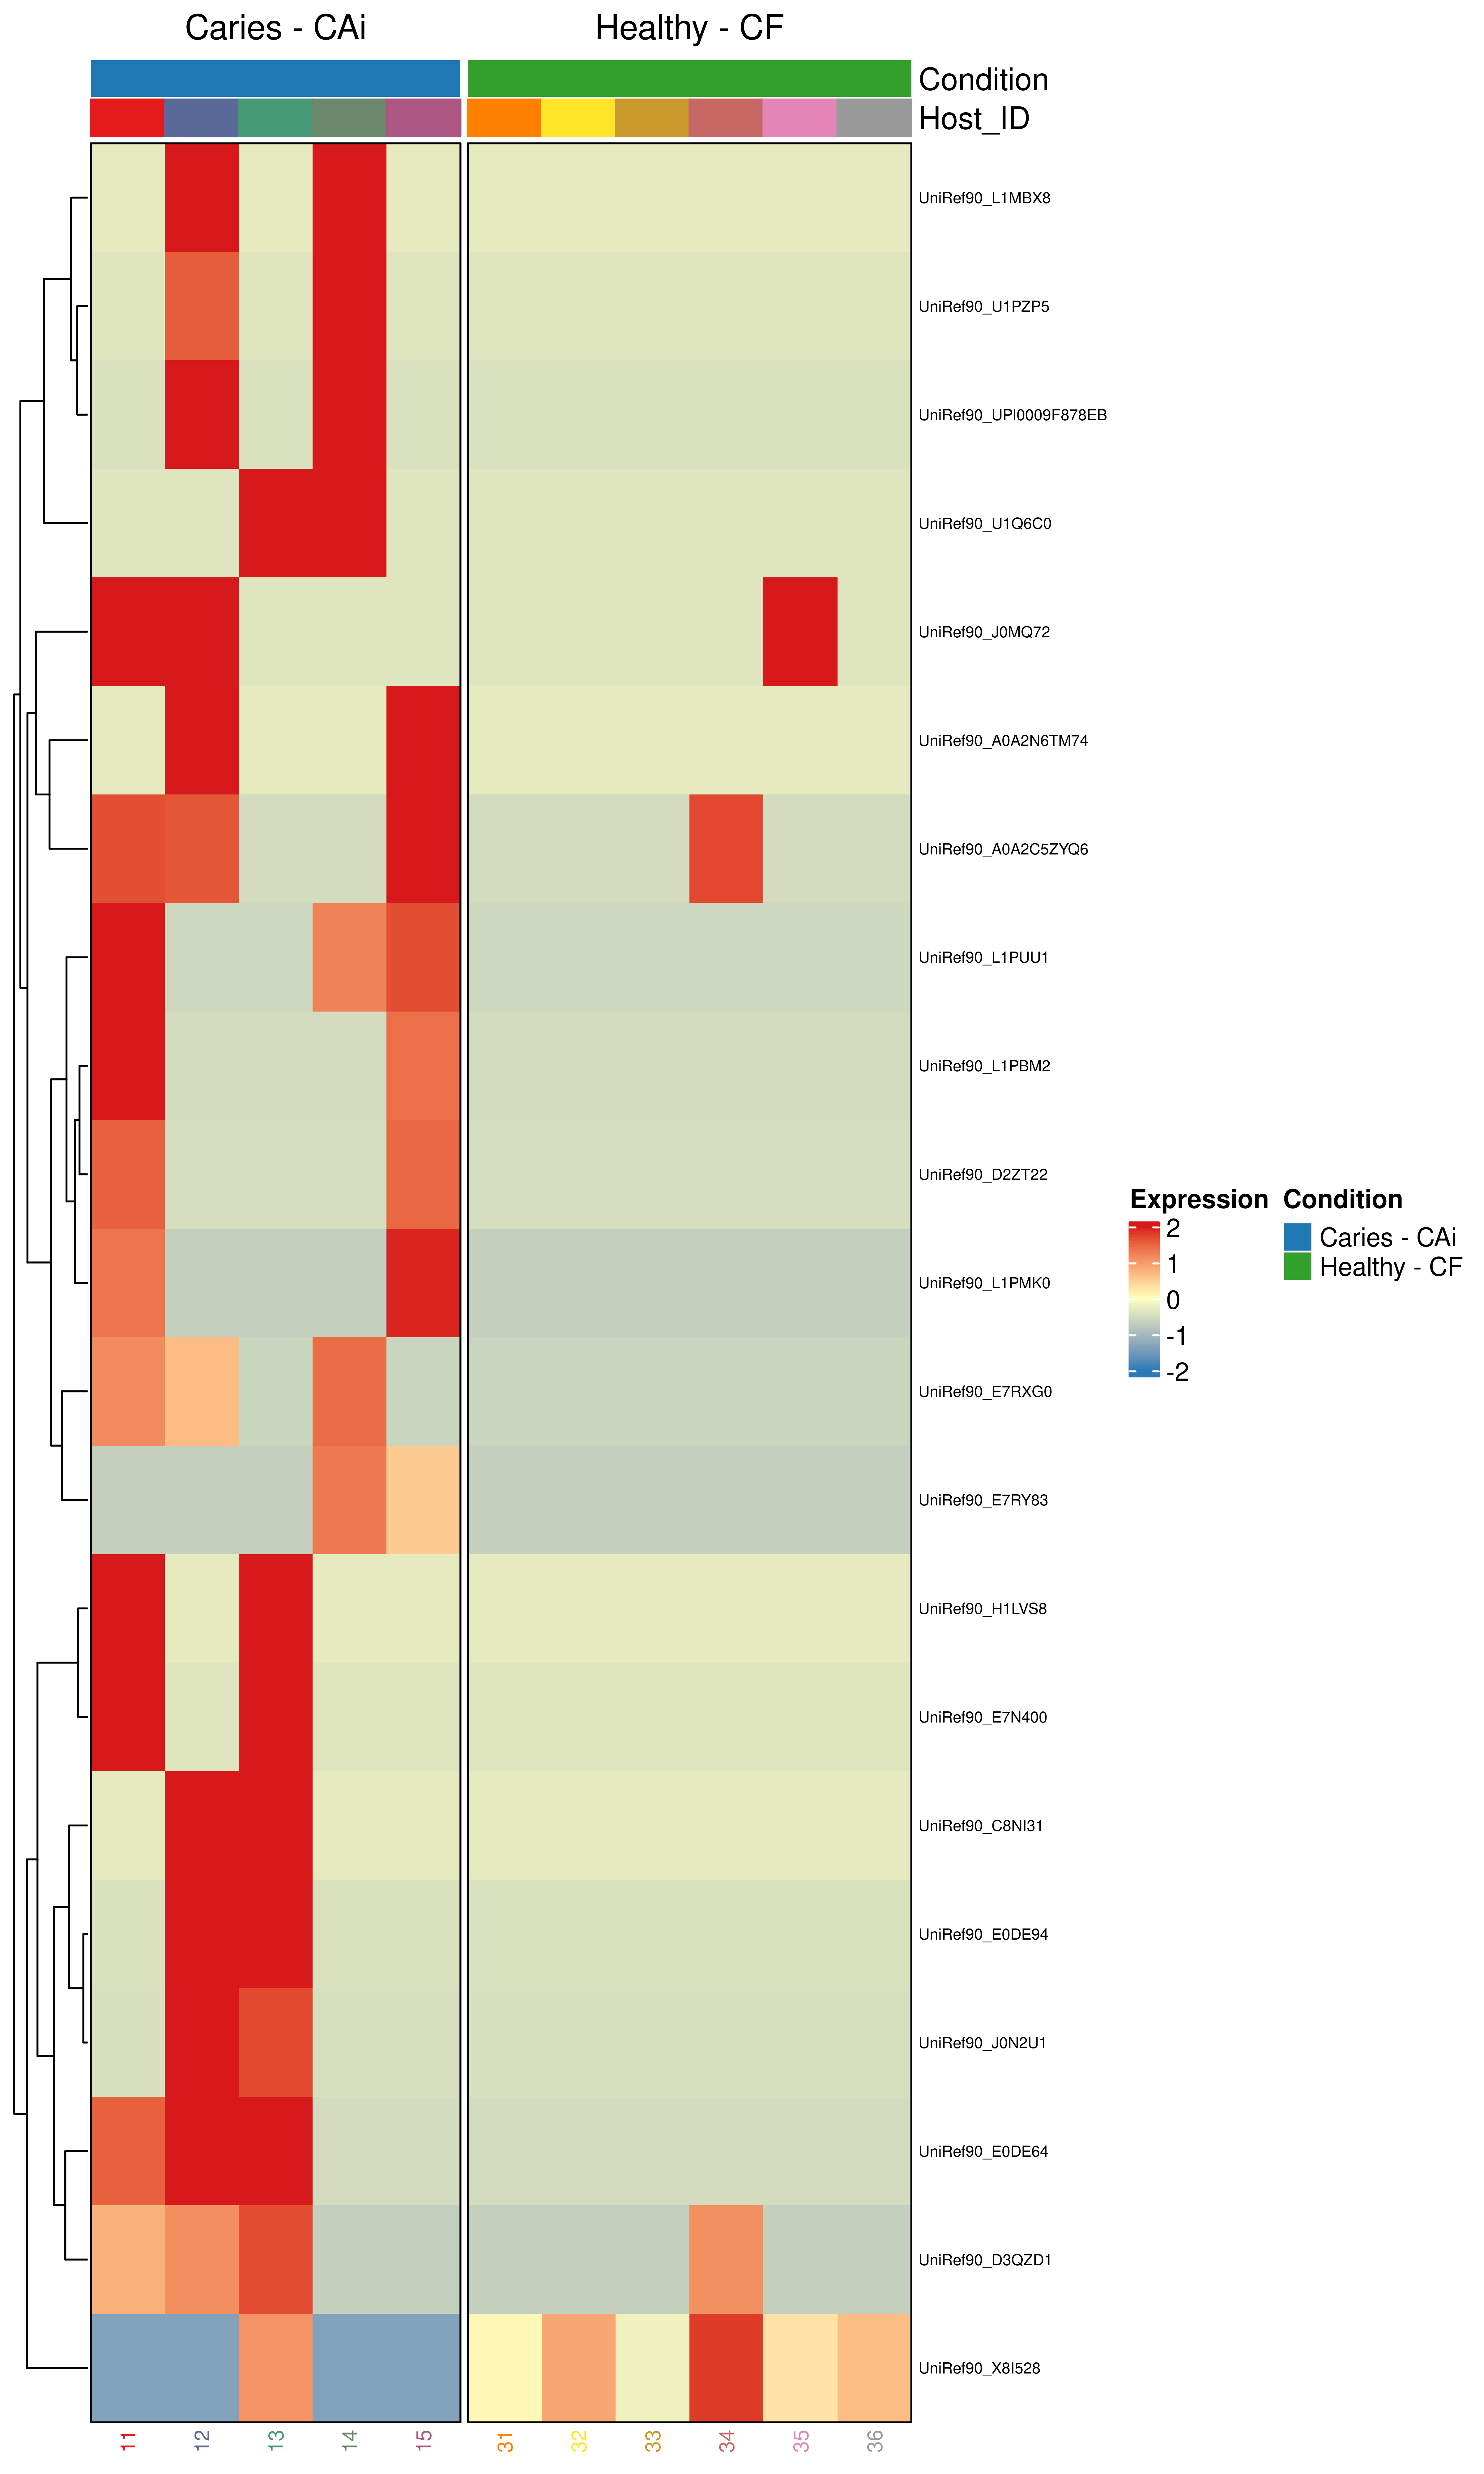 Caries - CAi
Healthy - CF
Condition
Host_ID
UniRef90_L1MBX8
UniRef90_U1PZP5
UniRef90_UPI0009F878EB
UniRef90_U1Q6C0
UniRef90_J0MQ72
UniRef90_A0A2N6TM74
UniRef90_A0A2C5ZYQ6
UniRef90_L1PUU1
UniRef90_L1PBM2
UniRef90_D2ZT22
UniRef90_L1PMK0
UniRef90_E7RXG0
UniRef90_E7RY83
UniRef90_H1LVS8
UniRef90_E7N400
UniRef90_C8NI31
UniRef90_E0DE94
UniRef90_J0N2U1
UniRef90_E0DE64
UniRef90_D3QZD1
UniRef90_X8I528
11
12
13
14
15
31
32
33
34
35
36
Expression
2
1
0
-1
-2
Condition
Caries - CAi
Healthy - CF